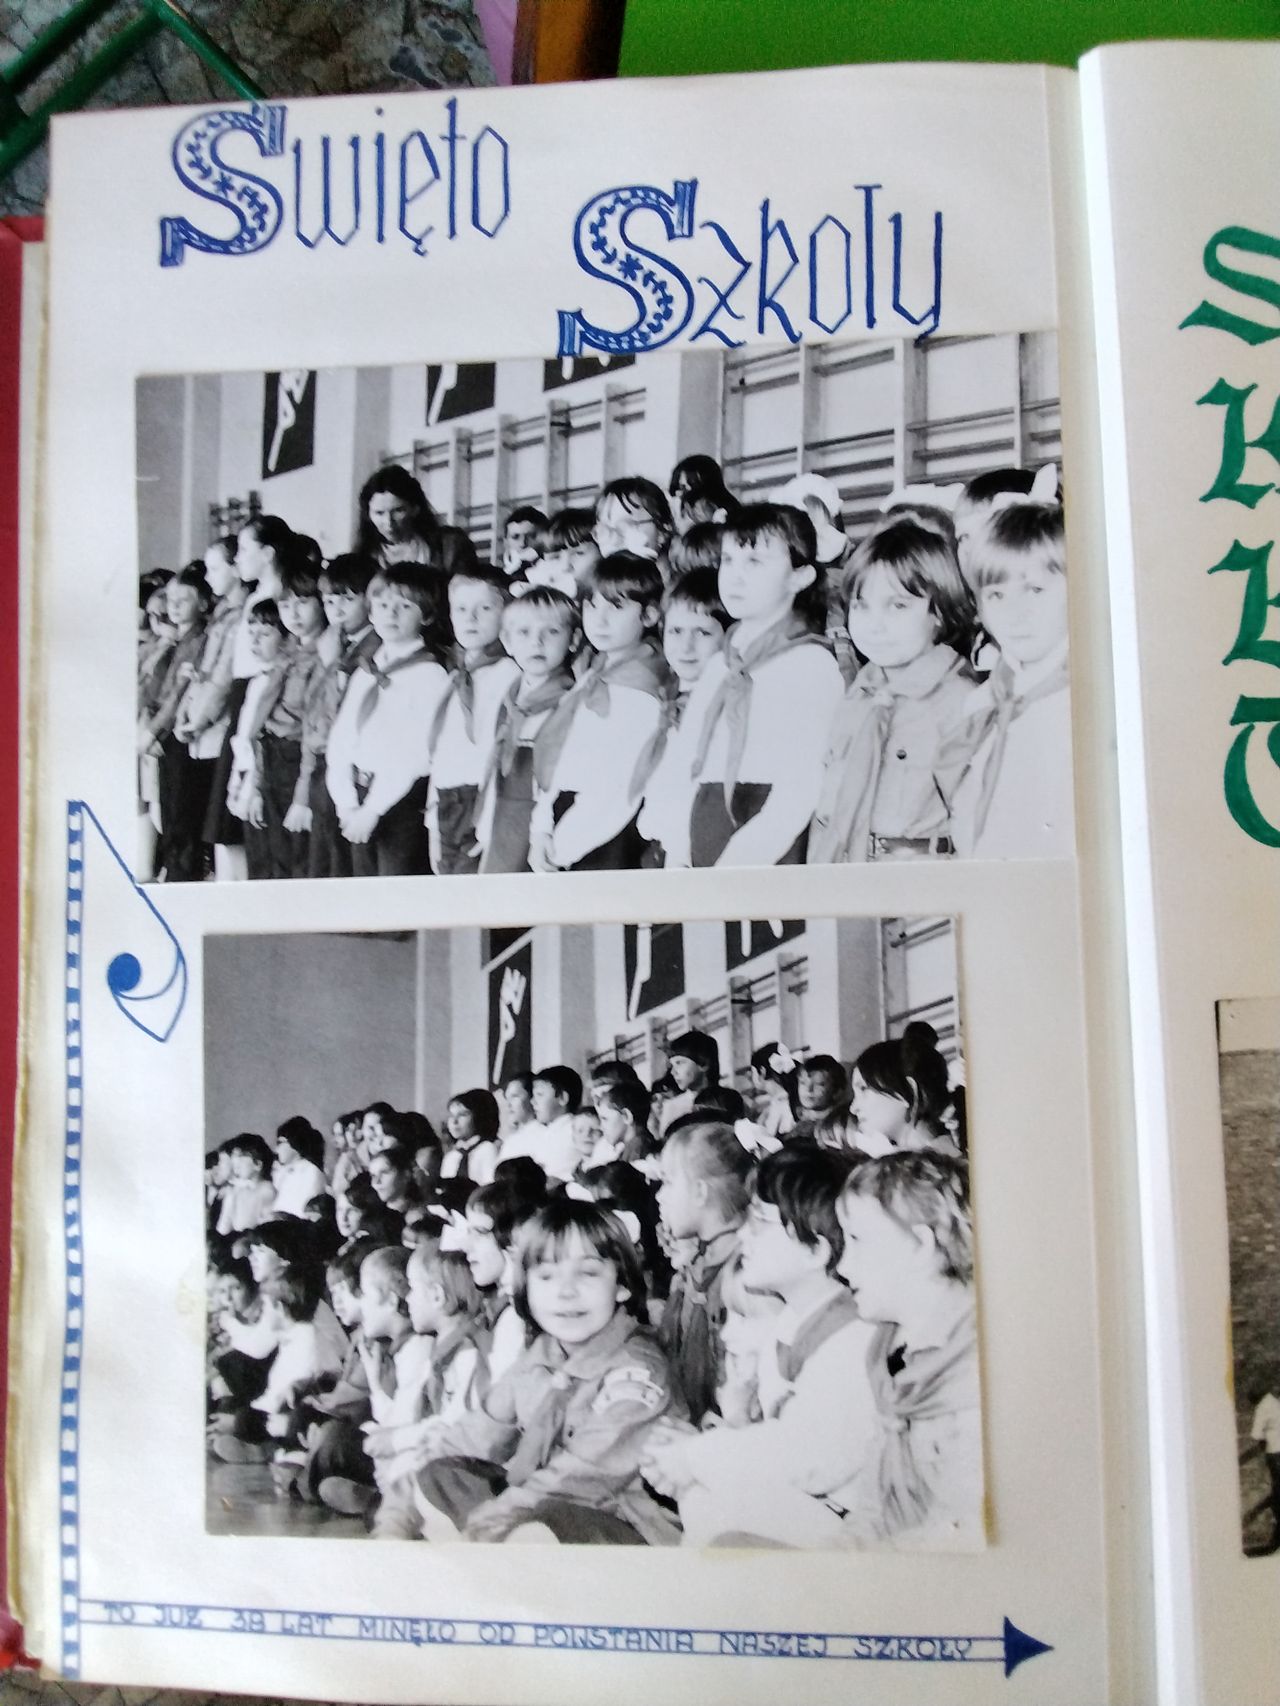 Święto
Szkoły
TO JUŻ 38 LAT MINĘŁO OD POWSTANIA NASZEJ SZKOŁY